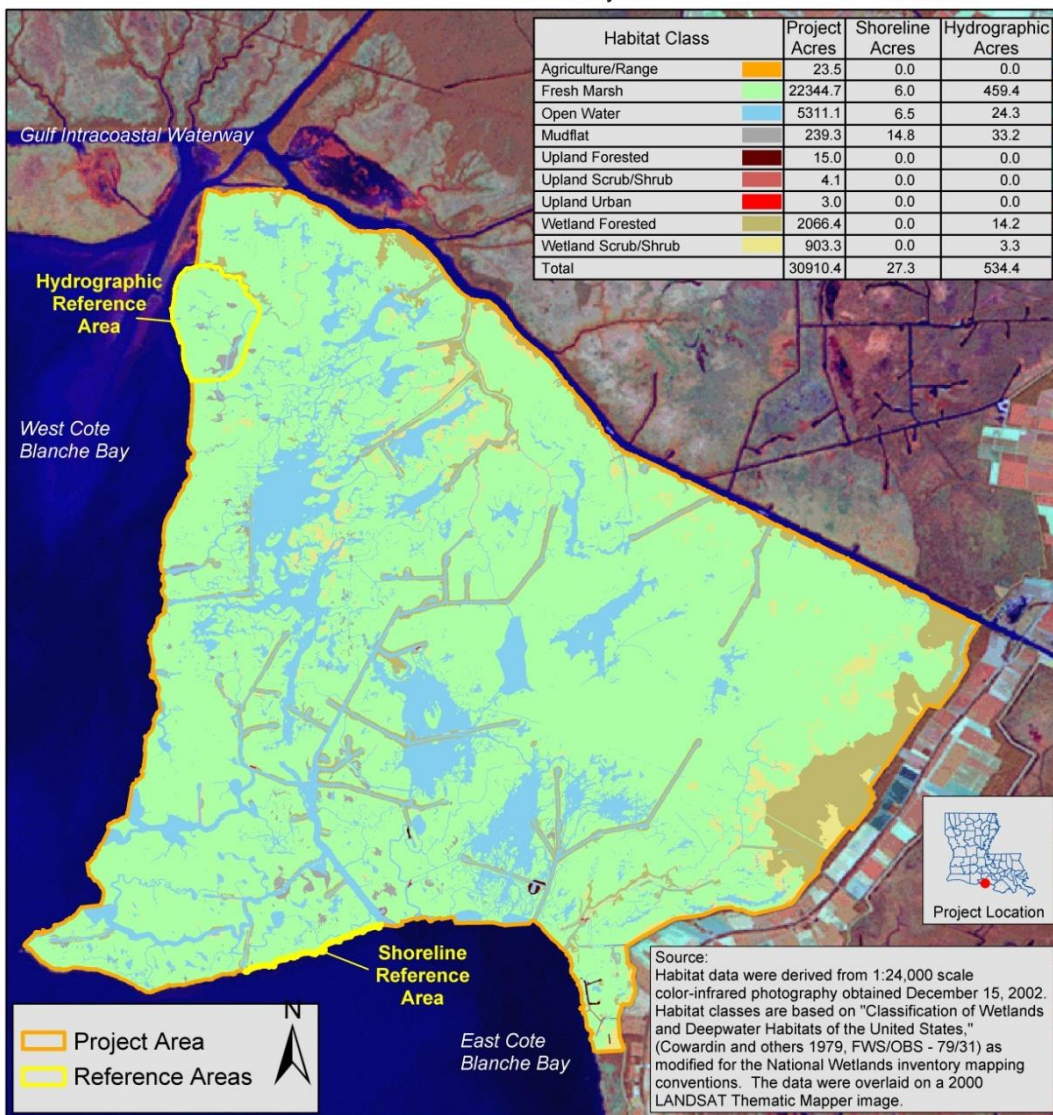 Habitat Class Project Acres Shoreline Acres Hydrographic Acres
Agriculture/Range 23.5 0.0 0.0
Fresh Marsh 22344.7 6.0 459.4
Open Water 5311.1 6.5 24.3
Mudflat 239.3 14.8 33.2
Upland Forested 15.0 0.0 0.0
Upland Scrub/Shrub 4.1 0.0 0.0
Upland Urban 3.0 0.0 0.0
Wetland Forested 2066.4 0.0 14.2
Wetland Scrub/Shrub 903.3 0.0 3.3
Total 30910.4 27.3 534.4
Gulf Intracoastal Waterway
Hydrographic
Reference
Area
West Cote
Blanche Bay
Project Location
Shoreline
Reference
Area
East Cote
Blanche Bay
N
Project Area
Reference Areas
Source:
Habitat data were derived from 1:24,000 scale
color-infrared photography obtained December 15, 2002.
Habitat classes are based on "Classification of Wetlands
and Deepwater Habitats of the United States,"
(Cowardin and others 1979, FWS/OBS - 79/31) as
modified for the National Wetlands inventory mapping
conventions. The data were overlaid on a 2000
LANDSAT Thematic Mapper image.